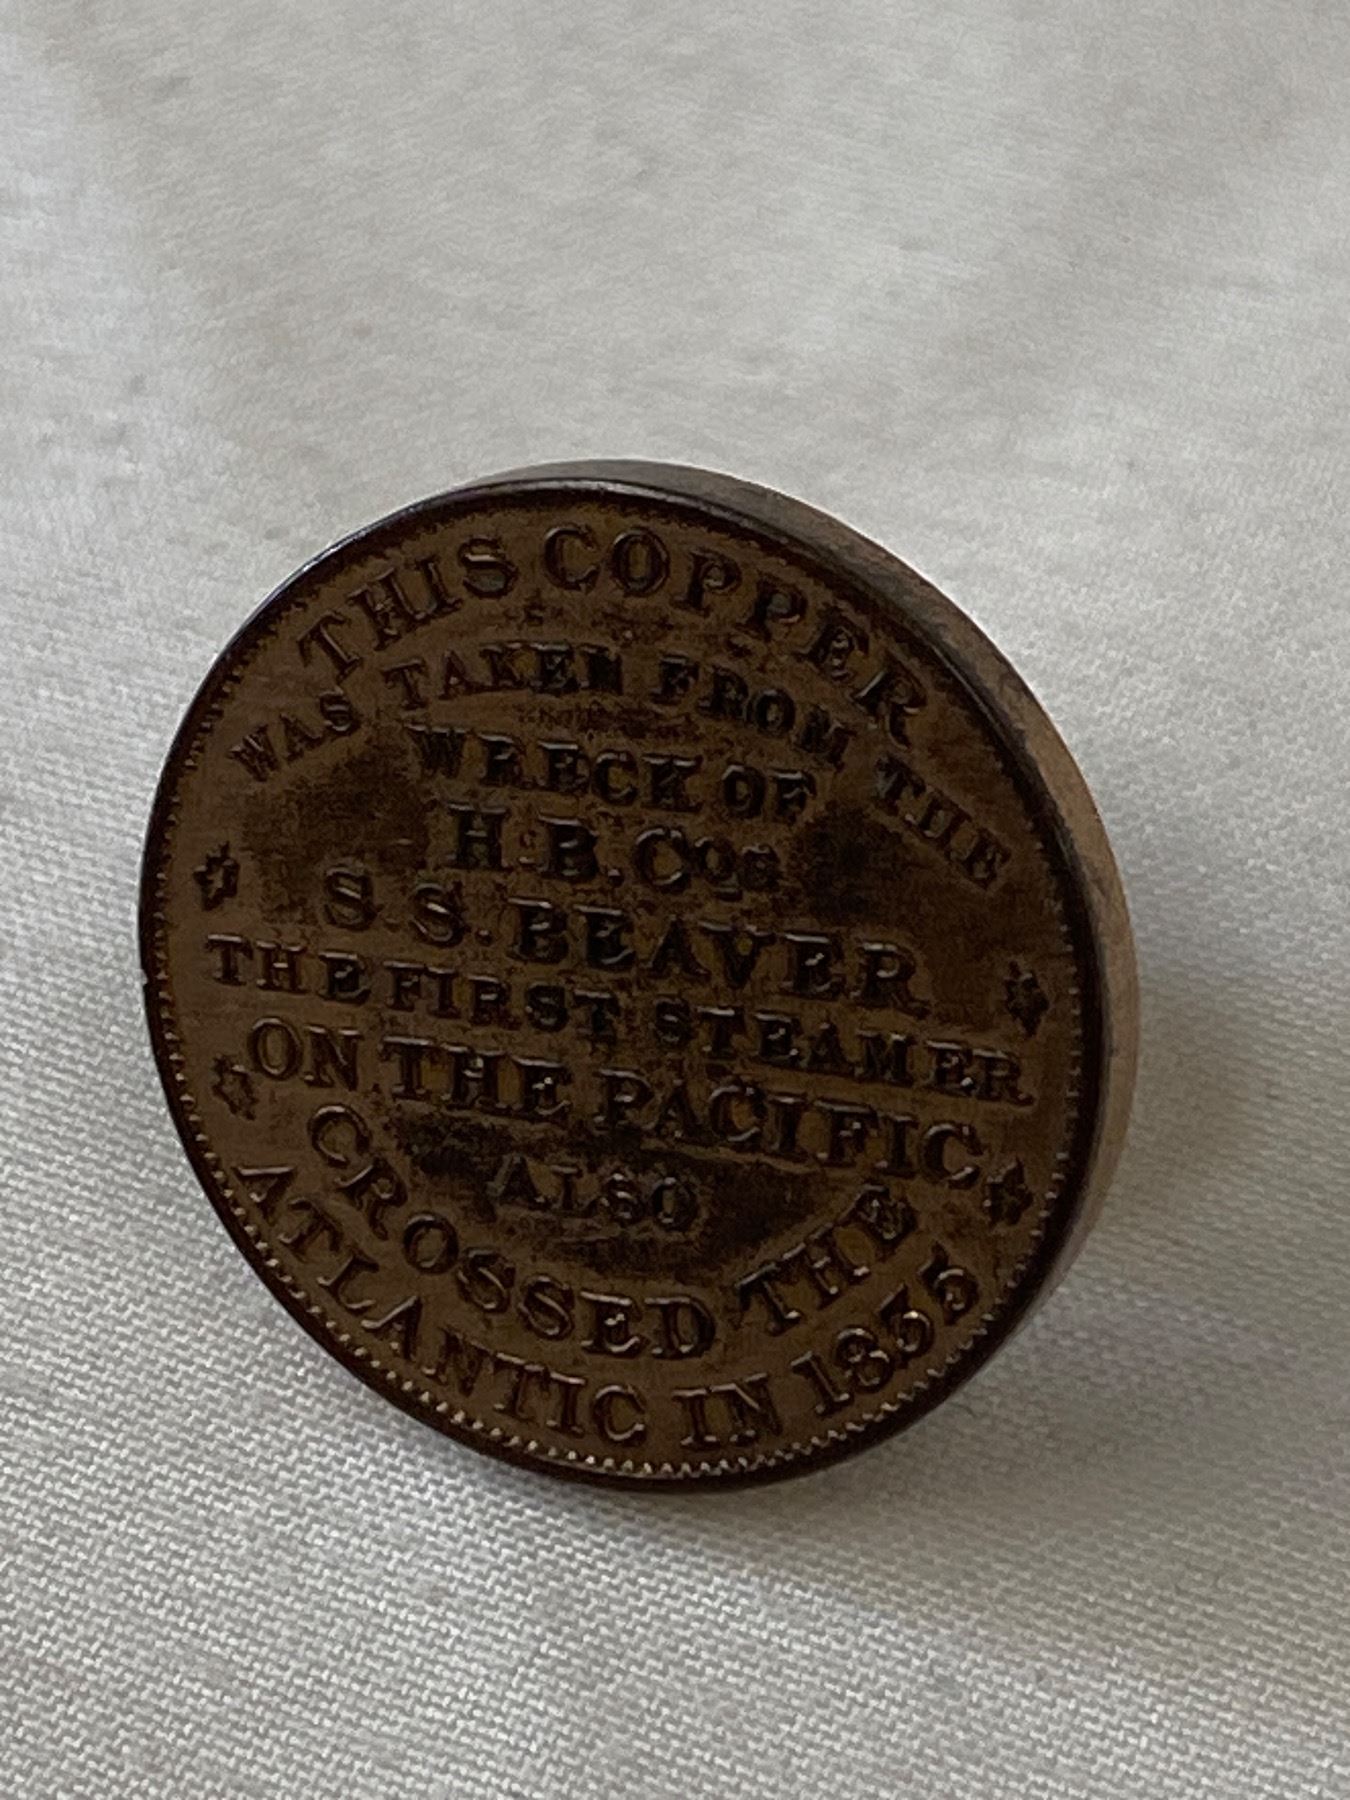 THIS COPPER
WAS TAKEN FROM THE
WRECK OF
H.B.Cos
S.S. BEAVER
THE FIRST STEAMER
ON THE PACIFIC
ALSO
CROSSED THE
ATLANTIC IN 1835